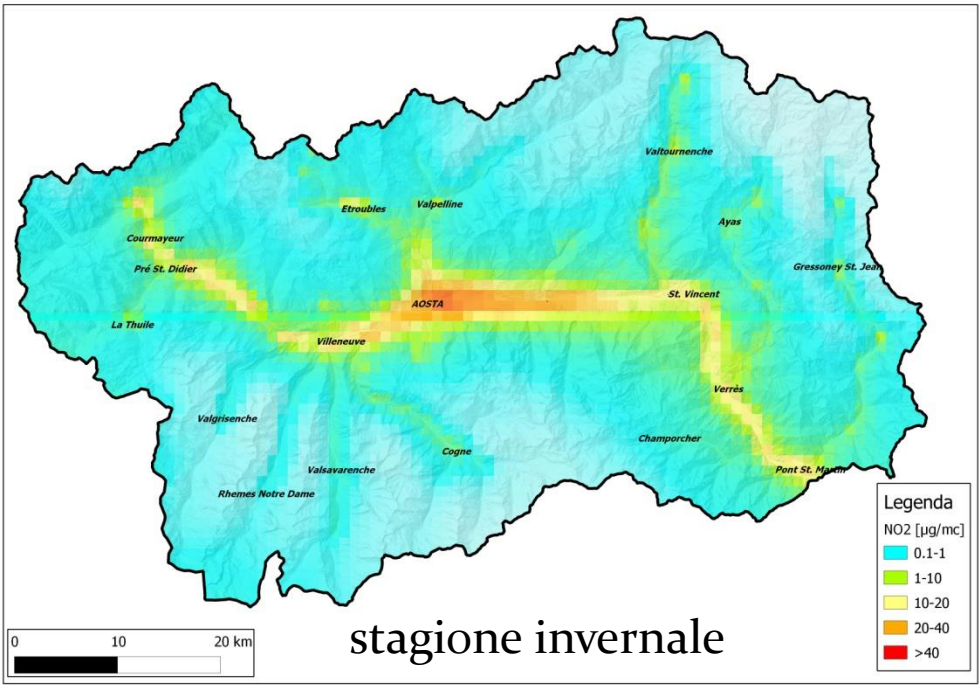 Valtournenche
Etroubles
Valpelline
Ayas
Courmayeur
Pré St. Didier
Gressoney St. Jean
St. Vincent
AOSTA
La Thuile
Villeneuve
Verrès
Valgrisenche
Champorcher
Cogne
Valsavarenche
Pont St. Martin
Rhemes Notre Dame
Legenda
NO2 [µg/mc]
0.1-1
1-10
10-20
20-40
>40
0 10 20 km
stagione invernale